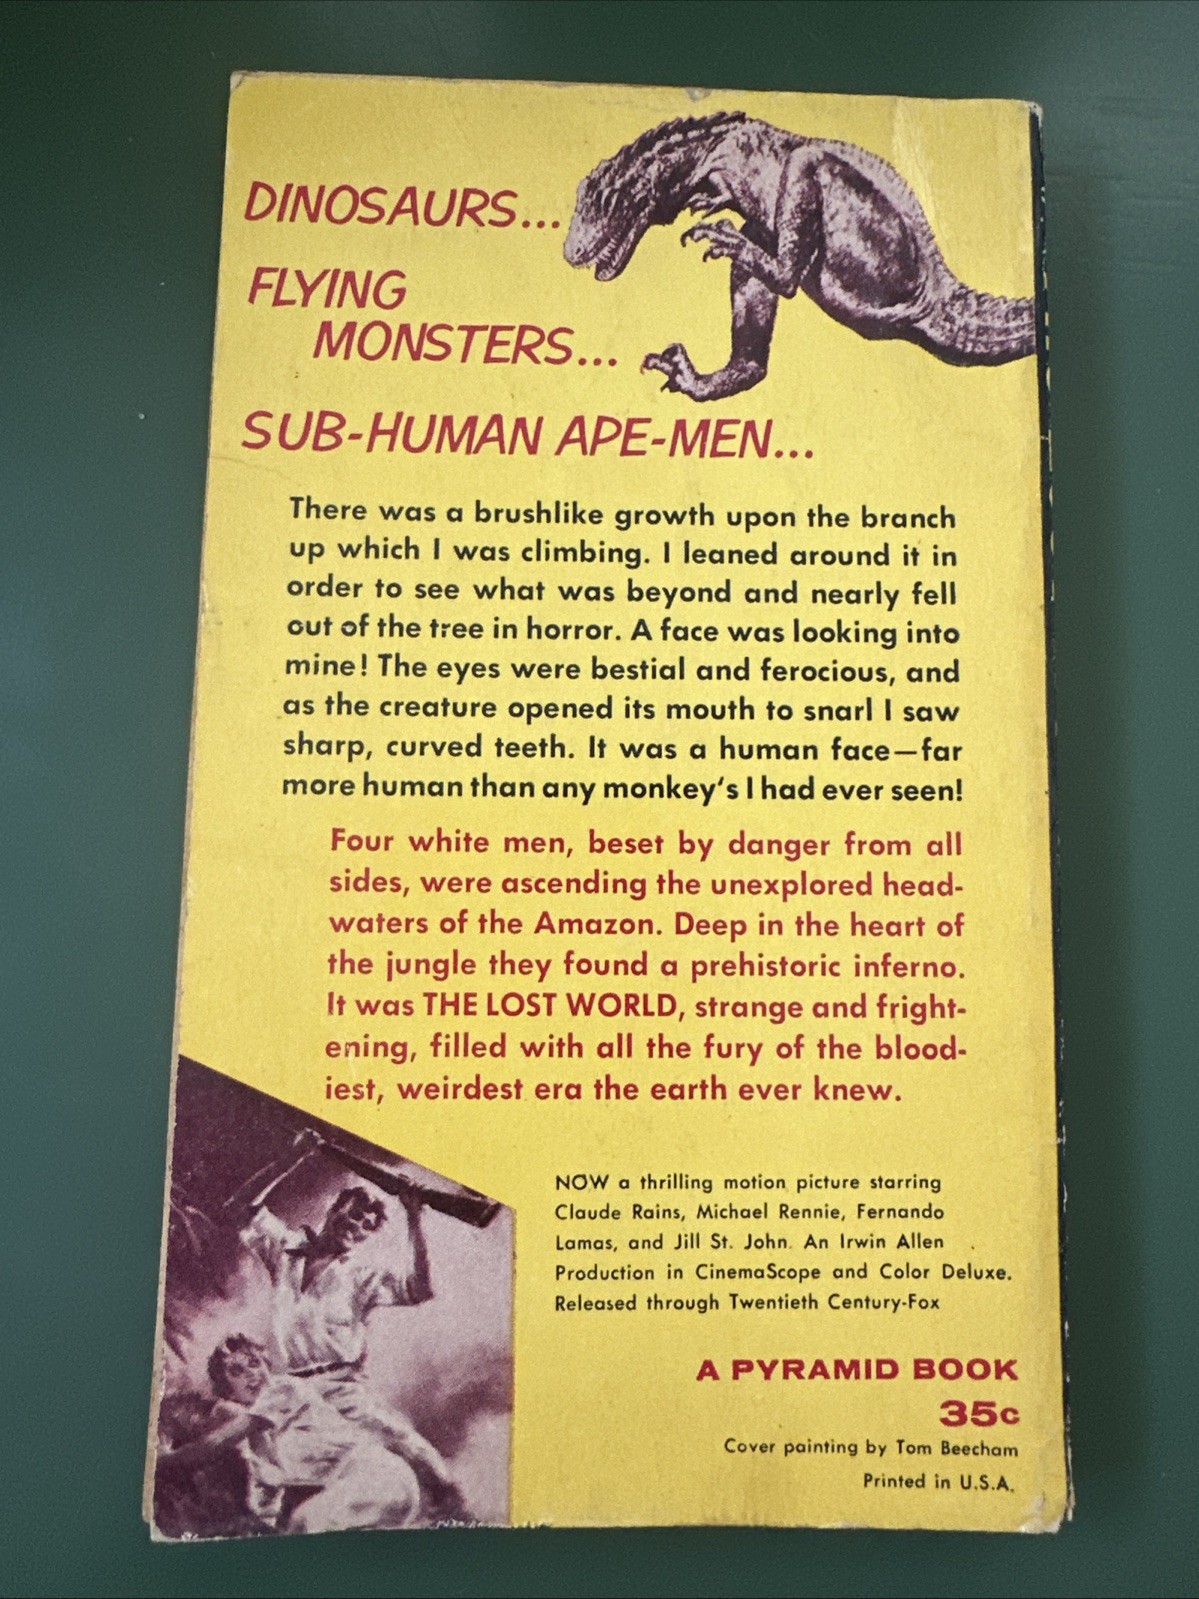 DINOSAURS...
FLYING
MONSTERS...
SUB-HUMAN APE-MEN...
There was a brushlike growth upon the branch
up which I was climbing. I leaned around it in
order to see what was beyond and nearly fell
out of the tree in horror. A face was looking into
mine! The eyes were bestial and ferocious, and
as the creature opened its mouth to snarl I saw
sharp, curved teeth. It was a human face—far
more human than any monkey's I had ever seen!
Four white men, beset by danger from all
sides, were ascending the unexplored head-
waters of the Amazon. Deep in the heart of
the jungle they found a prehistoric inferno.
It was THE LOST WORLD, strange and fright-
ening, filled with all the fury of the blood-
iest, weirdest era the earth ever knew.
NOW a thrilling motion picture starring
Claude Rains, Michael Rennie, Fernando
Lamas, and Jill St. John. An Irwin Allen
Production in CinemaScope and Color Deluxe.
Released through Twentieth Century-Fox
A PYRAMID BOOK
35c
Cover painting by Tom Beecham
Printed in U.S.A.